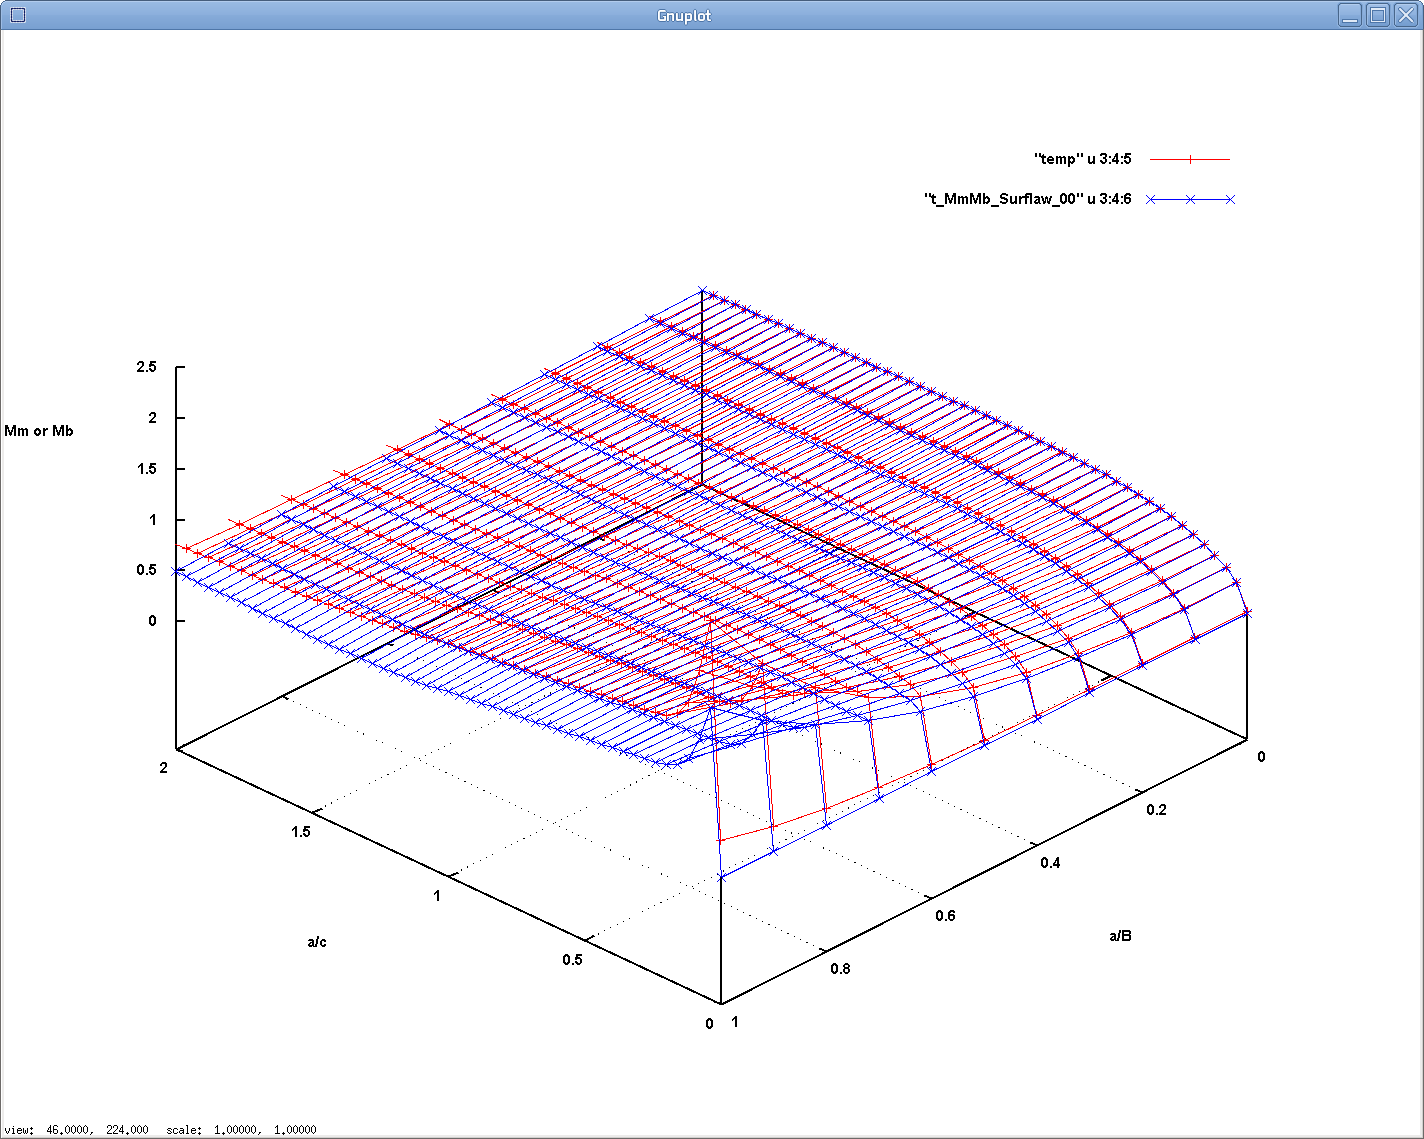 Gnuplot
"temp" u 3:4:5
"t_MmMb_Surflaw_00" u 3:4:6
2.5
2
Mm or Mb
1.5
1
0.5
0
2
1.5
1
0.5
0
a/c
0
0.2
0.4
0.6
0.8
1
a/B
view: 46.0000, 224.000 scale: 1.00000, 1.00000